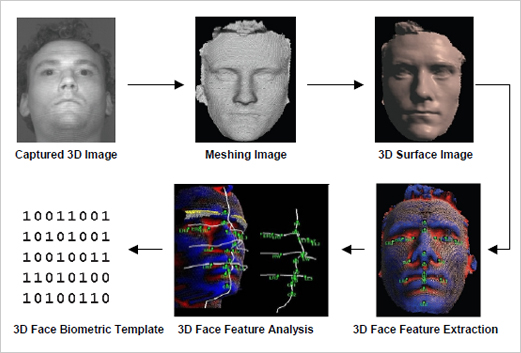 Captured 3D Image
Meshing Image
3D Surface Image
10011001
10101001
10010011
11010100
10100110
3D Face Biometric Template
3D Face Feature Analysis
3D Face Feature Extraction